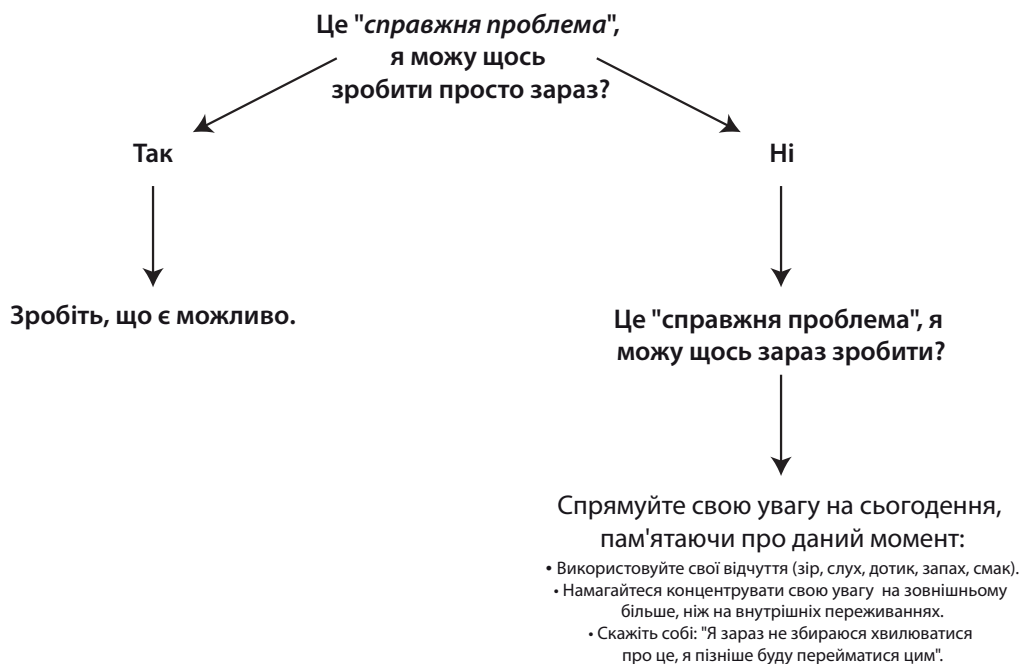 Це "справжня проблема",
я можу щось
зробити просто зараз?
Так
Ні
Зробіть, що є можливо.
Це "справжня проблема", я
можу щось зараз зробити?
Спрямуйте свою увагу на сьогодення,
пам'ятаючи про даний момент:
• Використовуйте свої відчуття (зір, слух, дотик, запах, смак).
• Намагайтеся концентрувати свою увагу на зовнішньому
більше, ніж на внутрішніх переживаннях.
• Скажіть собі: "Я зараз не збираюся хвилюватися
про це, я пізніше буду перейматися цим".